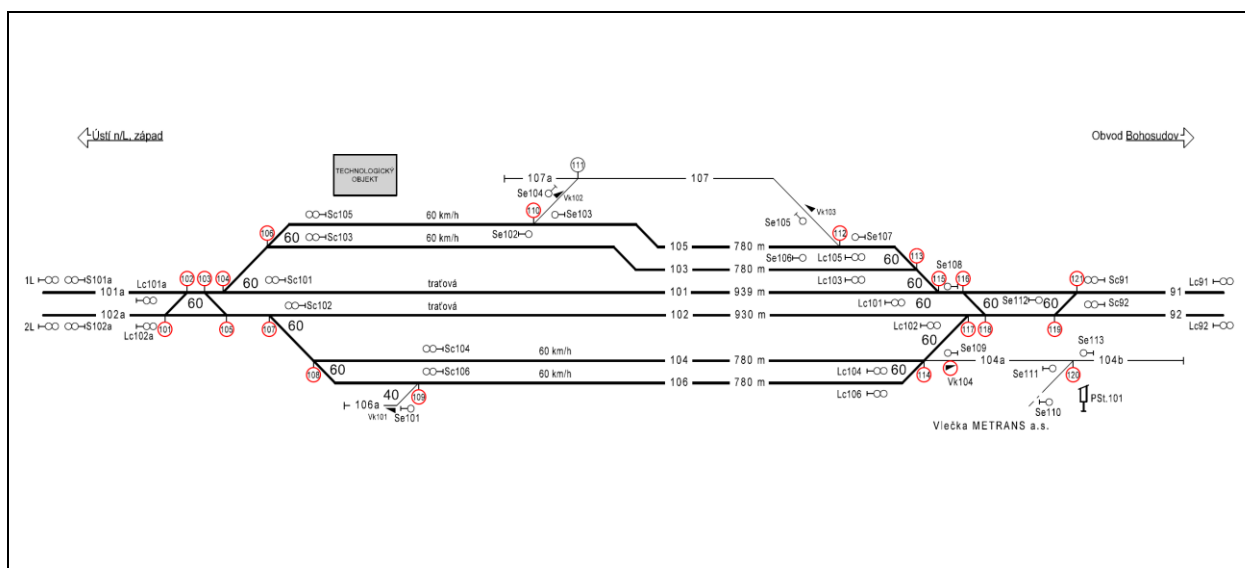 Ústí n/L. západ
Obvod Bohosudov
TECHNOLOGICKÝ
OBJEKT
111
107a
107
Se104
Vk102
110
Se103
Se102
Vk103
Se105
112
Se107
Se106
Lc105
Sc105
60 km/h
106
60
Sc103
60 km/h
105
780 m
60
113
103
780 m
Lc103
60
Se108
115
116
121
1L
S101a
Lc101a
102
103
104
60
Sc101
Sc91
Lc91
101a
traťová
101
939 m
91
60
Sc102
Lc101
60
60
Se112
60
Sc92
102a
traťová
102
930 m
92
2L
S102a
Lc102a
101
105
107
60
Lc102
117
118
119
Lc92
Sc104
60 km/h
104
780 m
Se109
104a
Se113
104b
108
60
Sc106
60 km/h
106
780 m
Lc104
60
114
Vk104
Se111
120
40
109
Lc106
106a
Vk101
Se101
Se110
PSt.101
Vlečka METRANS a.s.